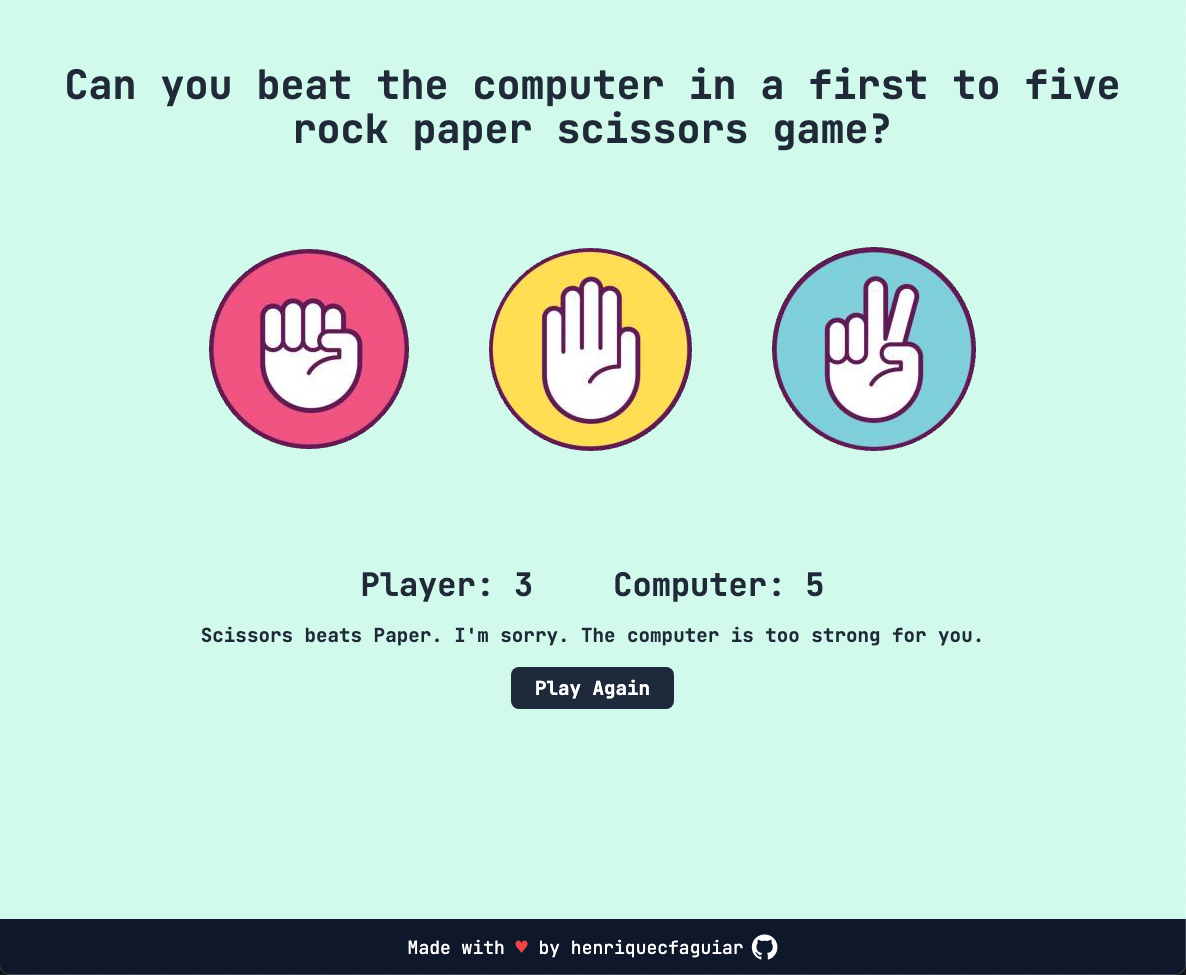 Can you beat the computer in a first to five
rock paper scissors game?
Player: 3 Computer: 5
Scissors beats Paper. I'm sorry. The computer is too strong for you.
Play Again
Made with ♥ by henriquecfaguiar